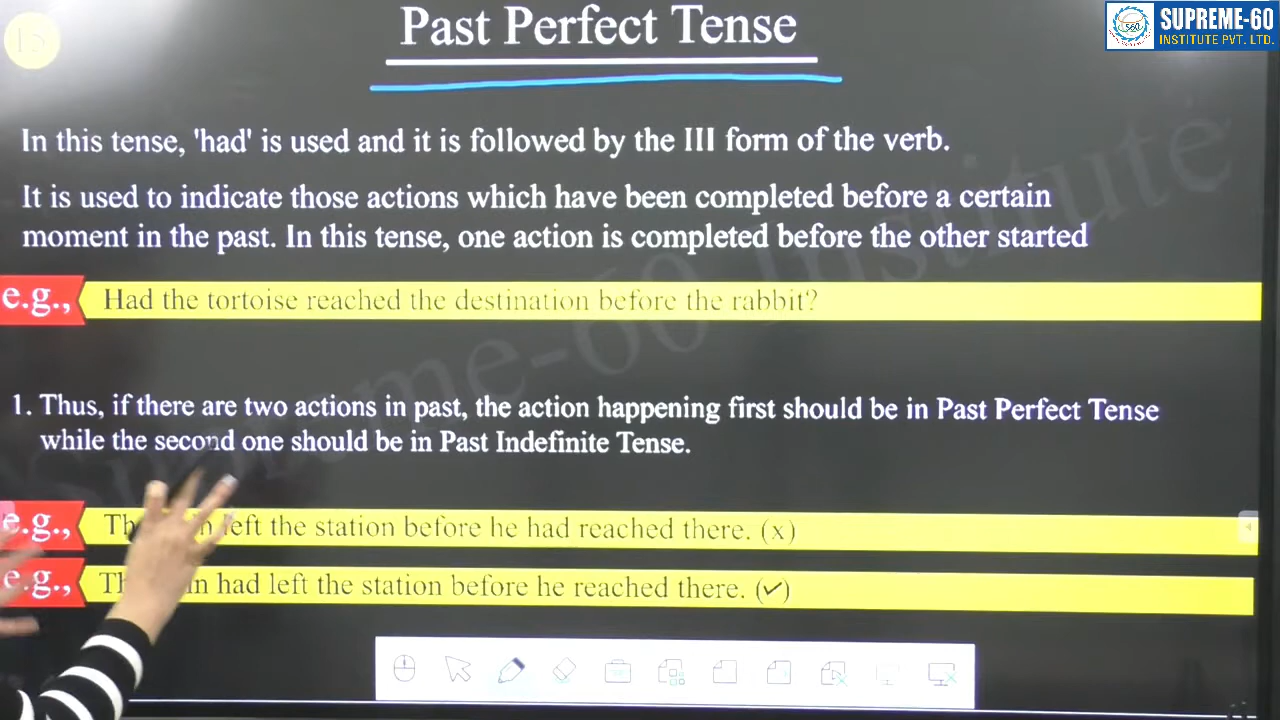 15
Past Perfect Tense
SUPREME-60
INSTITUTE PVT. LTD.
S60
In this tense, 'had' is used and it is followed by the III form of the verb.
It is used to indicate those actions which have been completed before a certain
moment in the past. In this tense, one action is completed before the other started
e.g., Had the tortoise reached the destination before the rabbit?
1. Thus, if there are two actions in past, the action happening first should be in Past Perfect Tense
while the second one should be in Past Indefinite Tense.
e.g., left the station before he had reached there. (x)
e.g., had left the station before he reached there. (✓)
Supreme-60 Institute